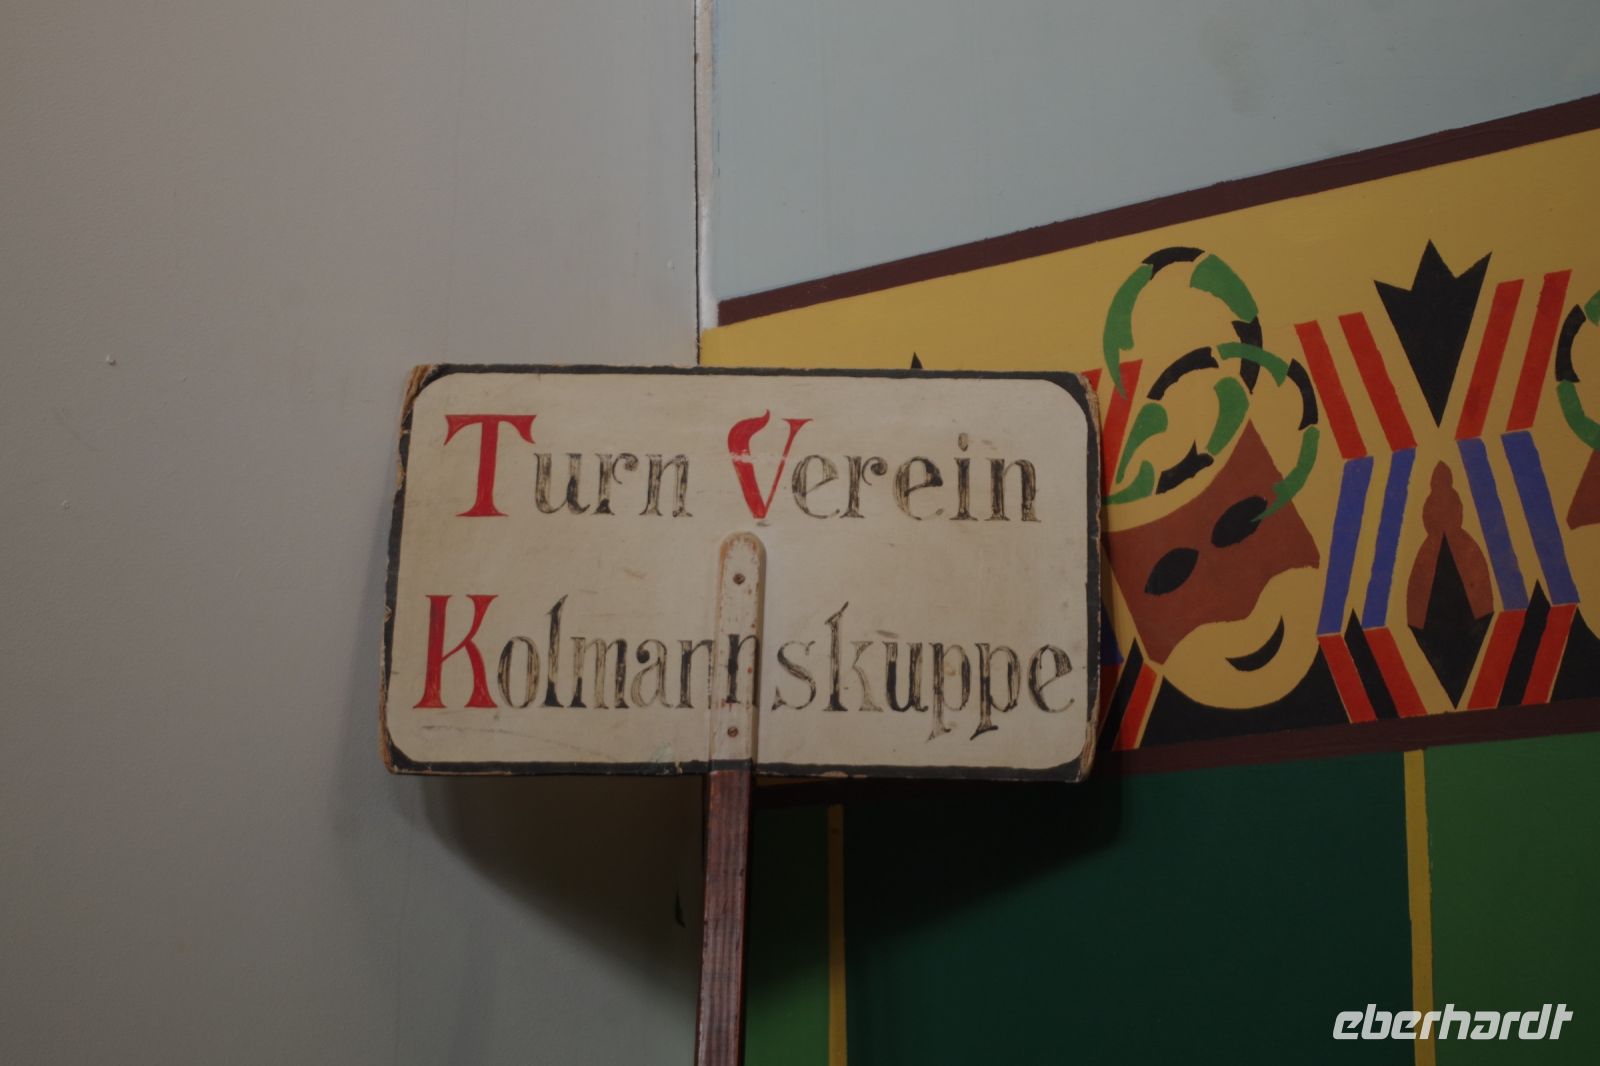 Turn Verein
Kolmannskuppe
eberhardt